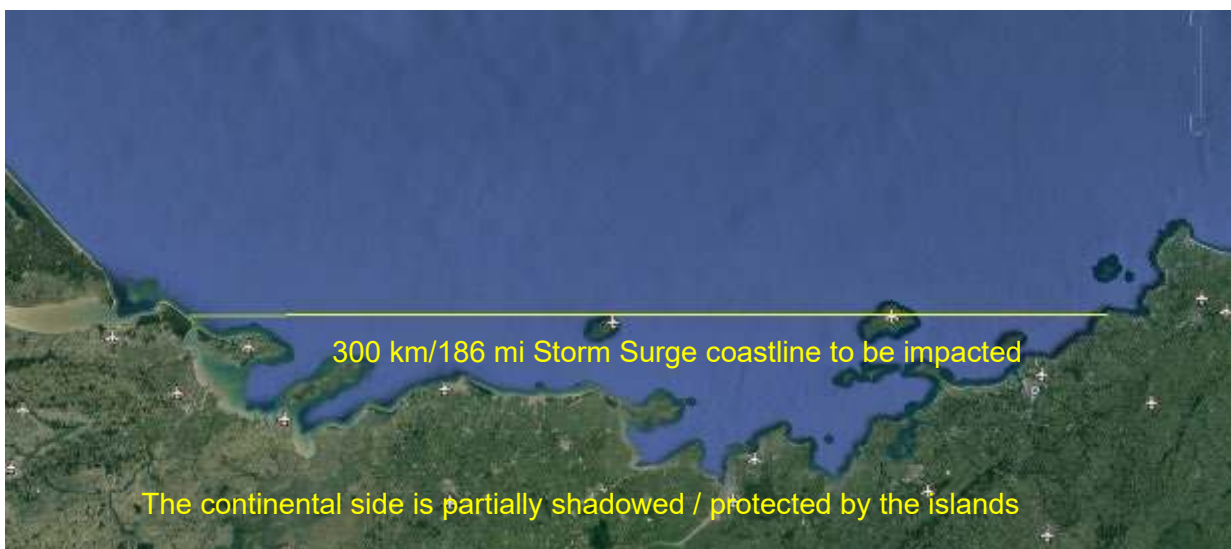 300 km/186 mi Storm Surge coastline to be impacted
The continental side is partially shadowed / protected by the islands